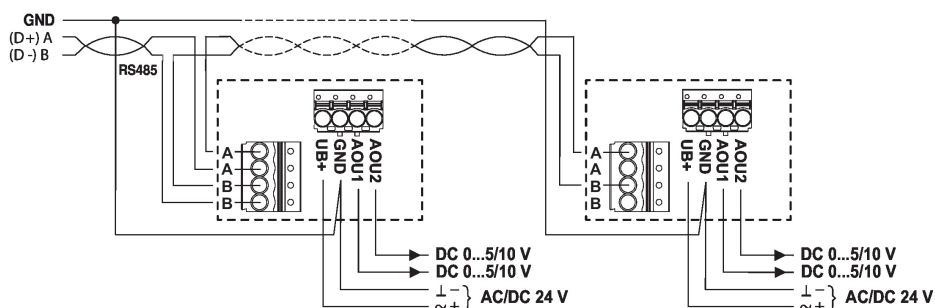 GND
(D+) A
(D -) B
RS485
A
A
B
B
UB+
GND
AOU1
AOU2
DC 0...5/10 V
DC 0...5/10 V
⊥ −
~ +
} AC/DC 24 V
A
A
B
B
UB+
GND
AOU1
AOU2
DC 0...5/10 V
DC 0...5/10 V
⊥ −
~ +
} AC/DC 24 V